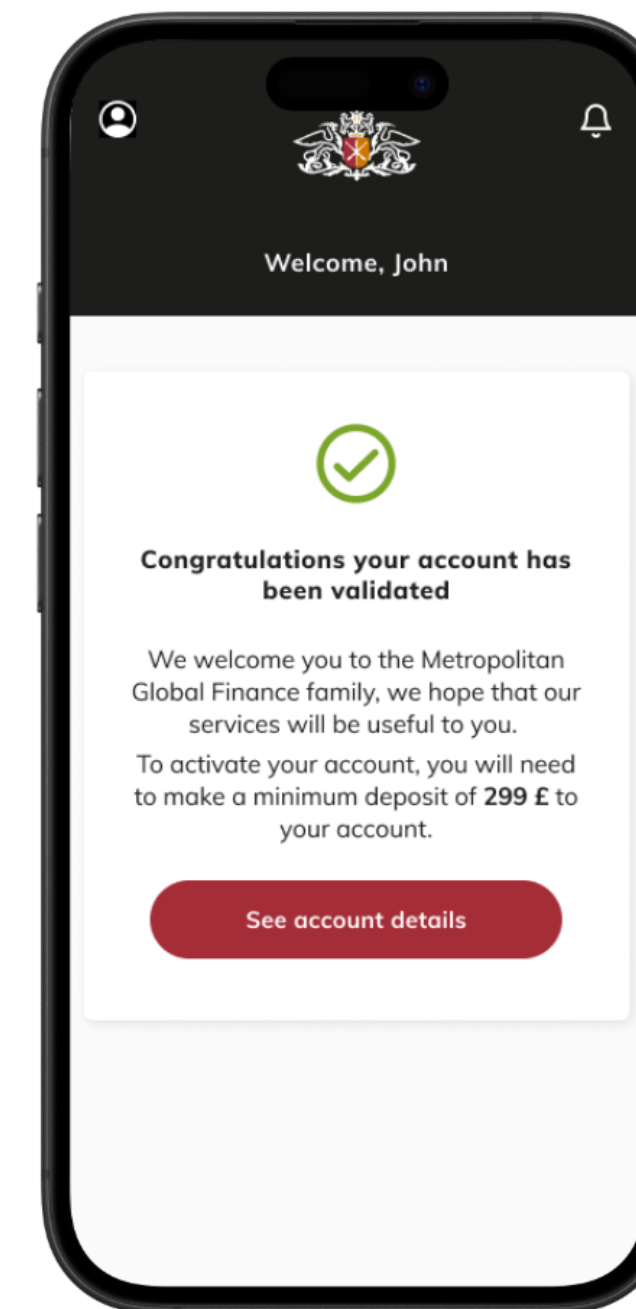 Welcome, John
Congratulations your account has
been validated
We welcome you to the Metropolitan
Global Finance family, we hope that our
services will be useful to you.
To activate your account, you will need
to make a minimum deposit of 299 £ to
your account.
See account details